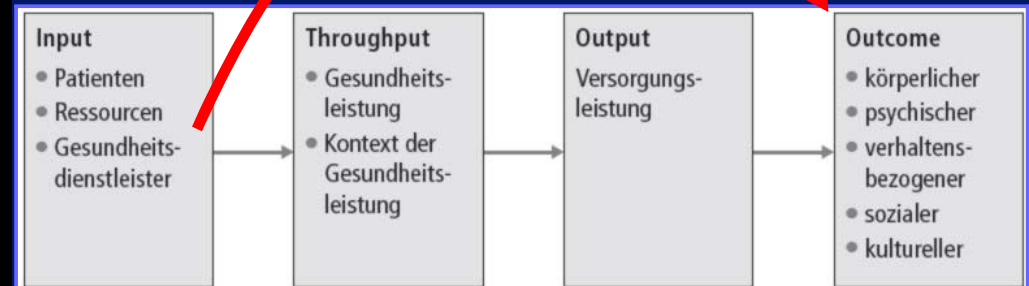 Input
• Patienten
• Ressourcen
• Gesundheits-
dienstleister
Throughput
• Gesundheits-
leistung
• Kontext der
Gesundheits-
leistung
Output
Versorgungs-
leistung
Outcome
• körperlicher
• psychischer
• verhaltens-
bezogener
• sozialer
• kultureller